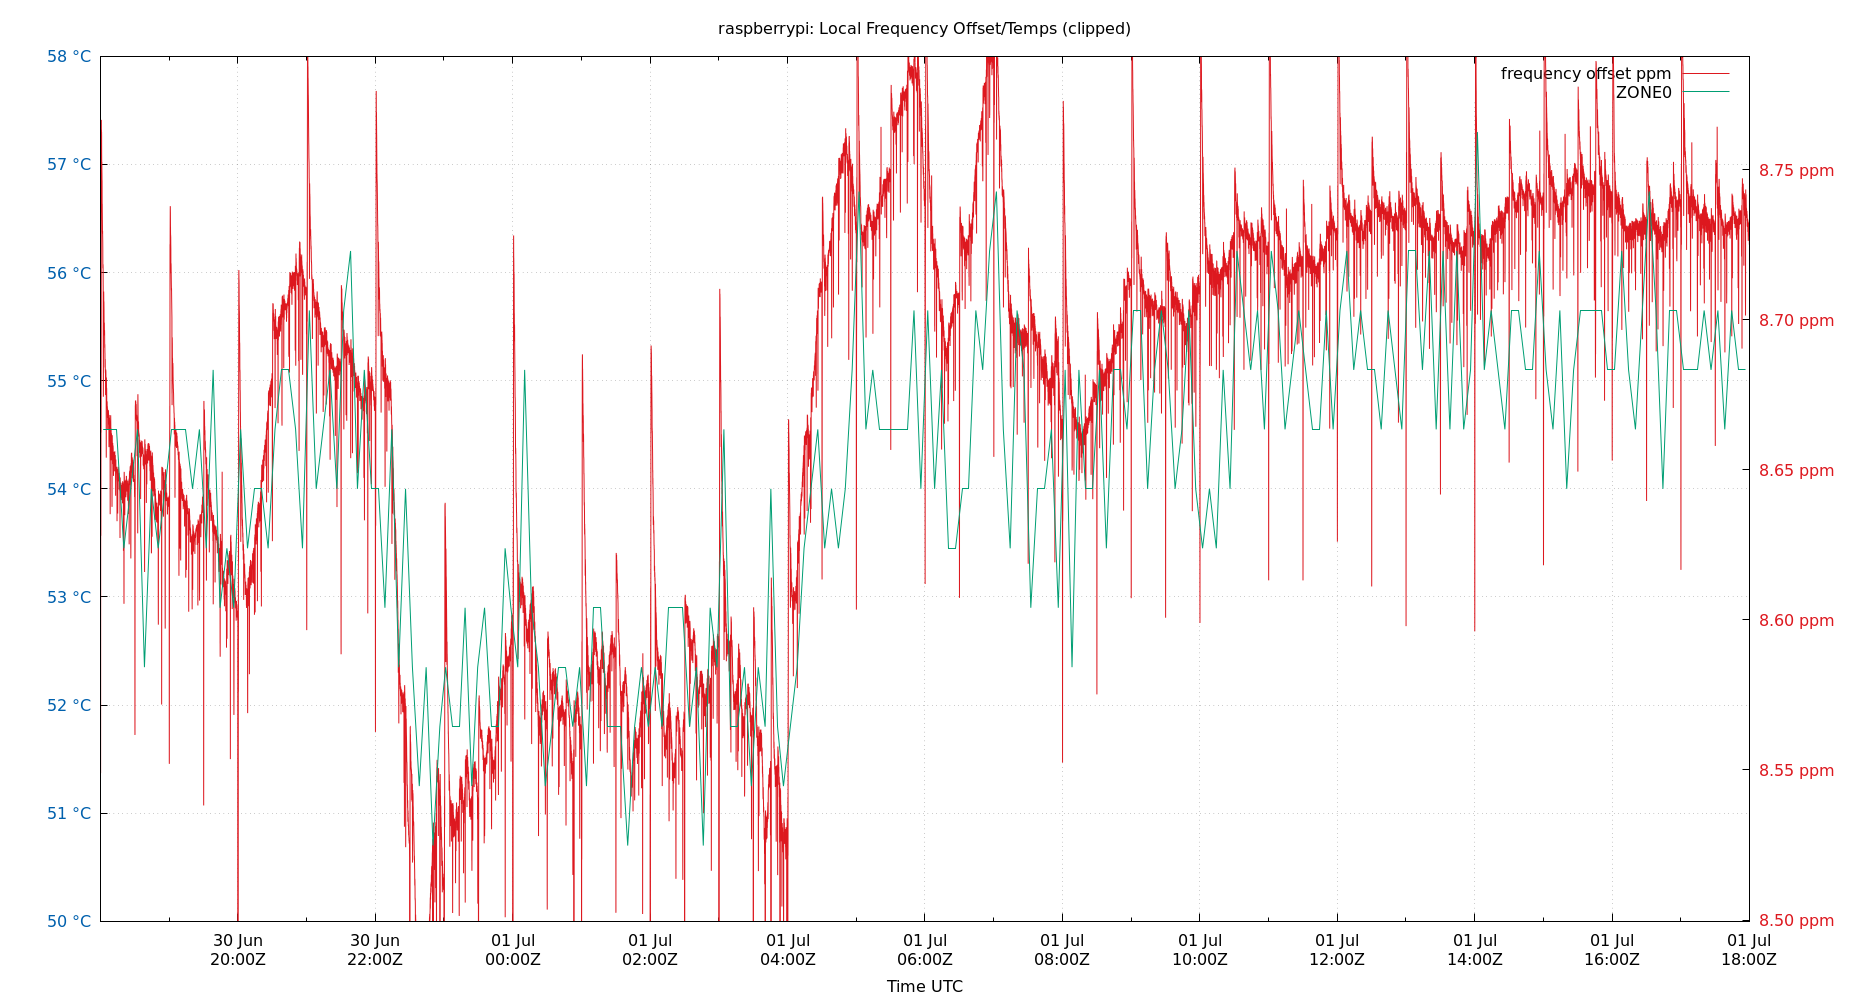 raspberrypi: Local Frequency Offset/Temps (clipped)
58 °C
57 °C
56 °C
55 °C
54 °C
53 °C
52 °C
51 °C
50 °C
frequency offset ppm
ZONE0
8.75 ppm
8.70 ppm
8.65 ppm
8.60 ppm
8.55 ppm
8.50 ppm
30 Jun 30 Jun 01 Jul 01 Jul 01 Jul 01 Jul 01 Jul 01 Jul 01 Jul 01 Jul 01 Jul 01 Jul
20:00Z 22:00Z 00:00Z 02:00Z 04:00Z 06:00Z 08:00Z 10:00Z 12:00Z 14:00Z 16:00Z 18:00Z
Time UTC